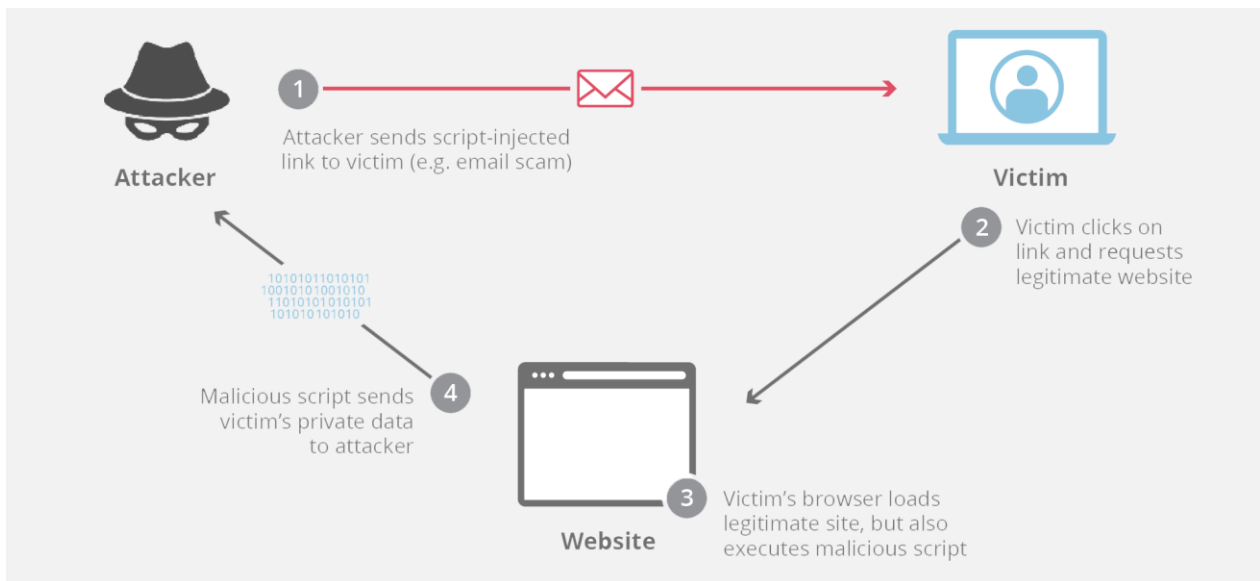 1
Attacker sends script-injected
link to victim (e.g. email scam)
Attacker
Victim
2
Victim clicks on
link and requests
legitimate website
10101011010101
10010101001010
11010101010101
101010101010
4
Malicious script sends
victim's private data
to attacker
3
Victim's browser loads
legitimate site, but also
executes malicious script
Website